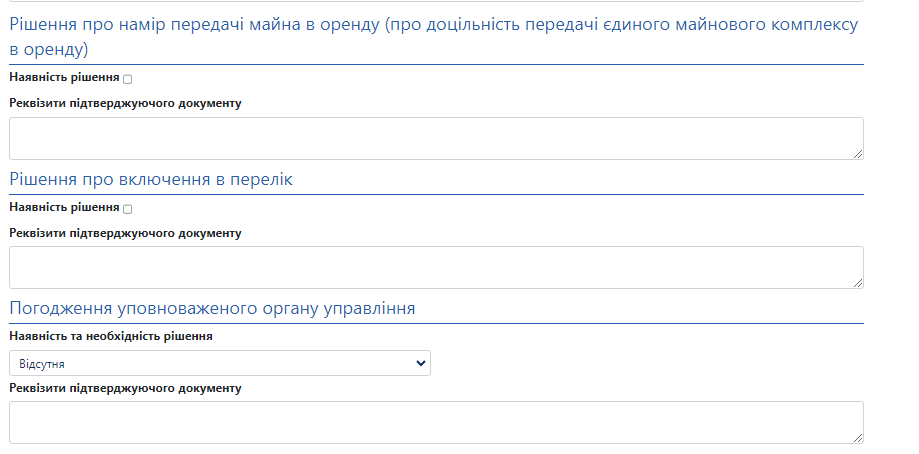 Рішення про намір передачі майна в оренду (про доцільність передачі єдиного майнового комплексу
в оренду)
Наявність рішення
Реквізити підтверджуючого документу
Рішення про включення в перелік
Наявність рішення
Реквізити підтверджуючого документу
Погодження уповноваженого органу управління
Наявність та необхідність рішення
Відсутня
Реквізити підтверджуючого документу